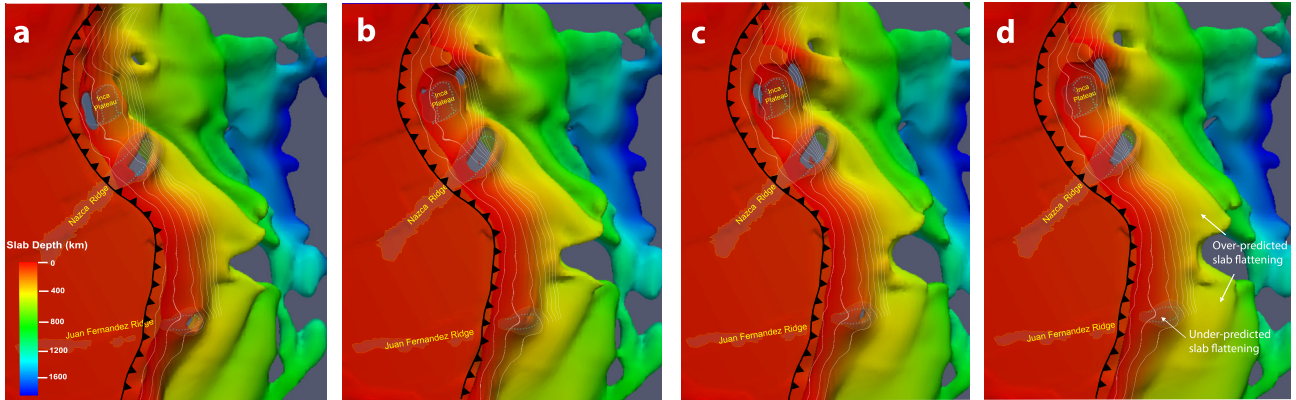 a
Inca
Plateau
Nazca Ridge
Slab Depth (km)
0
400
800
1200
1600
Juan Fernandez Ridge
b
Inca
Plateau
Nazca Ridge
Juan Fernandez Ridge
c
Inca
Plateau
Nazca Ridge
Juan Fernandez Ridge
d
Inca
Plateau
Nazca Ridge
Over-predicted
slab flattening
Juan Fernandez Ridge
Under-predicted
slab flattening